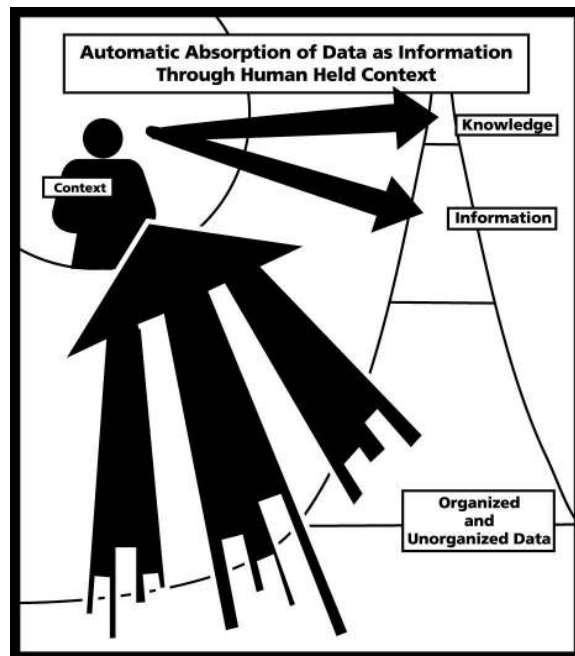 Automatic Absorption of Data as Information
Through Human Held Context
Knowledge
Context
Information
Organized
and
Unorganized Data